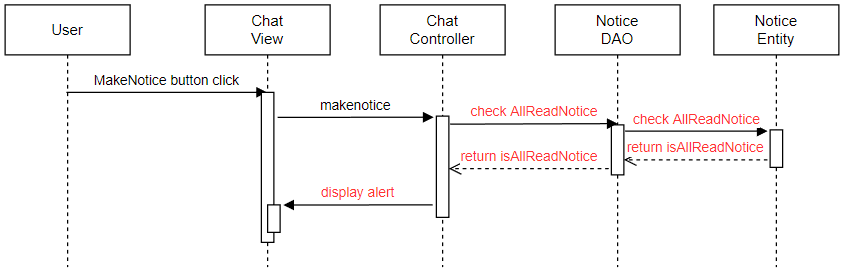 User
Chat
View
Chat
Controller
Notice
DAO
Notice
Entity
MakeNotice button click
makenotice
check AllReadNotice
check AllReadNotice
return isAllReadNotice
return isAllReadNotice
display alert